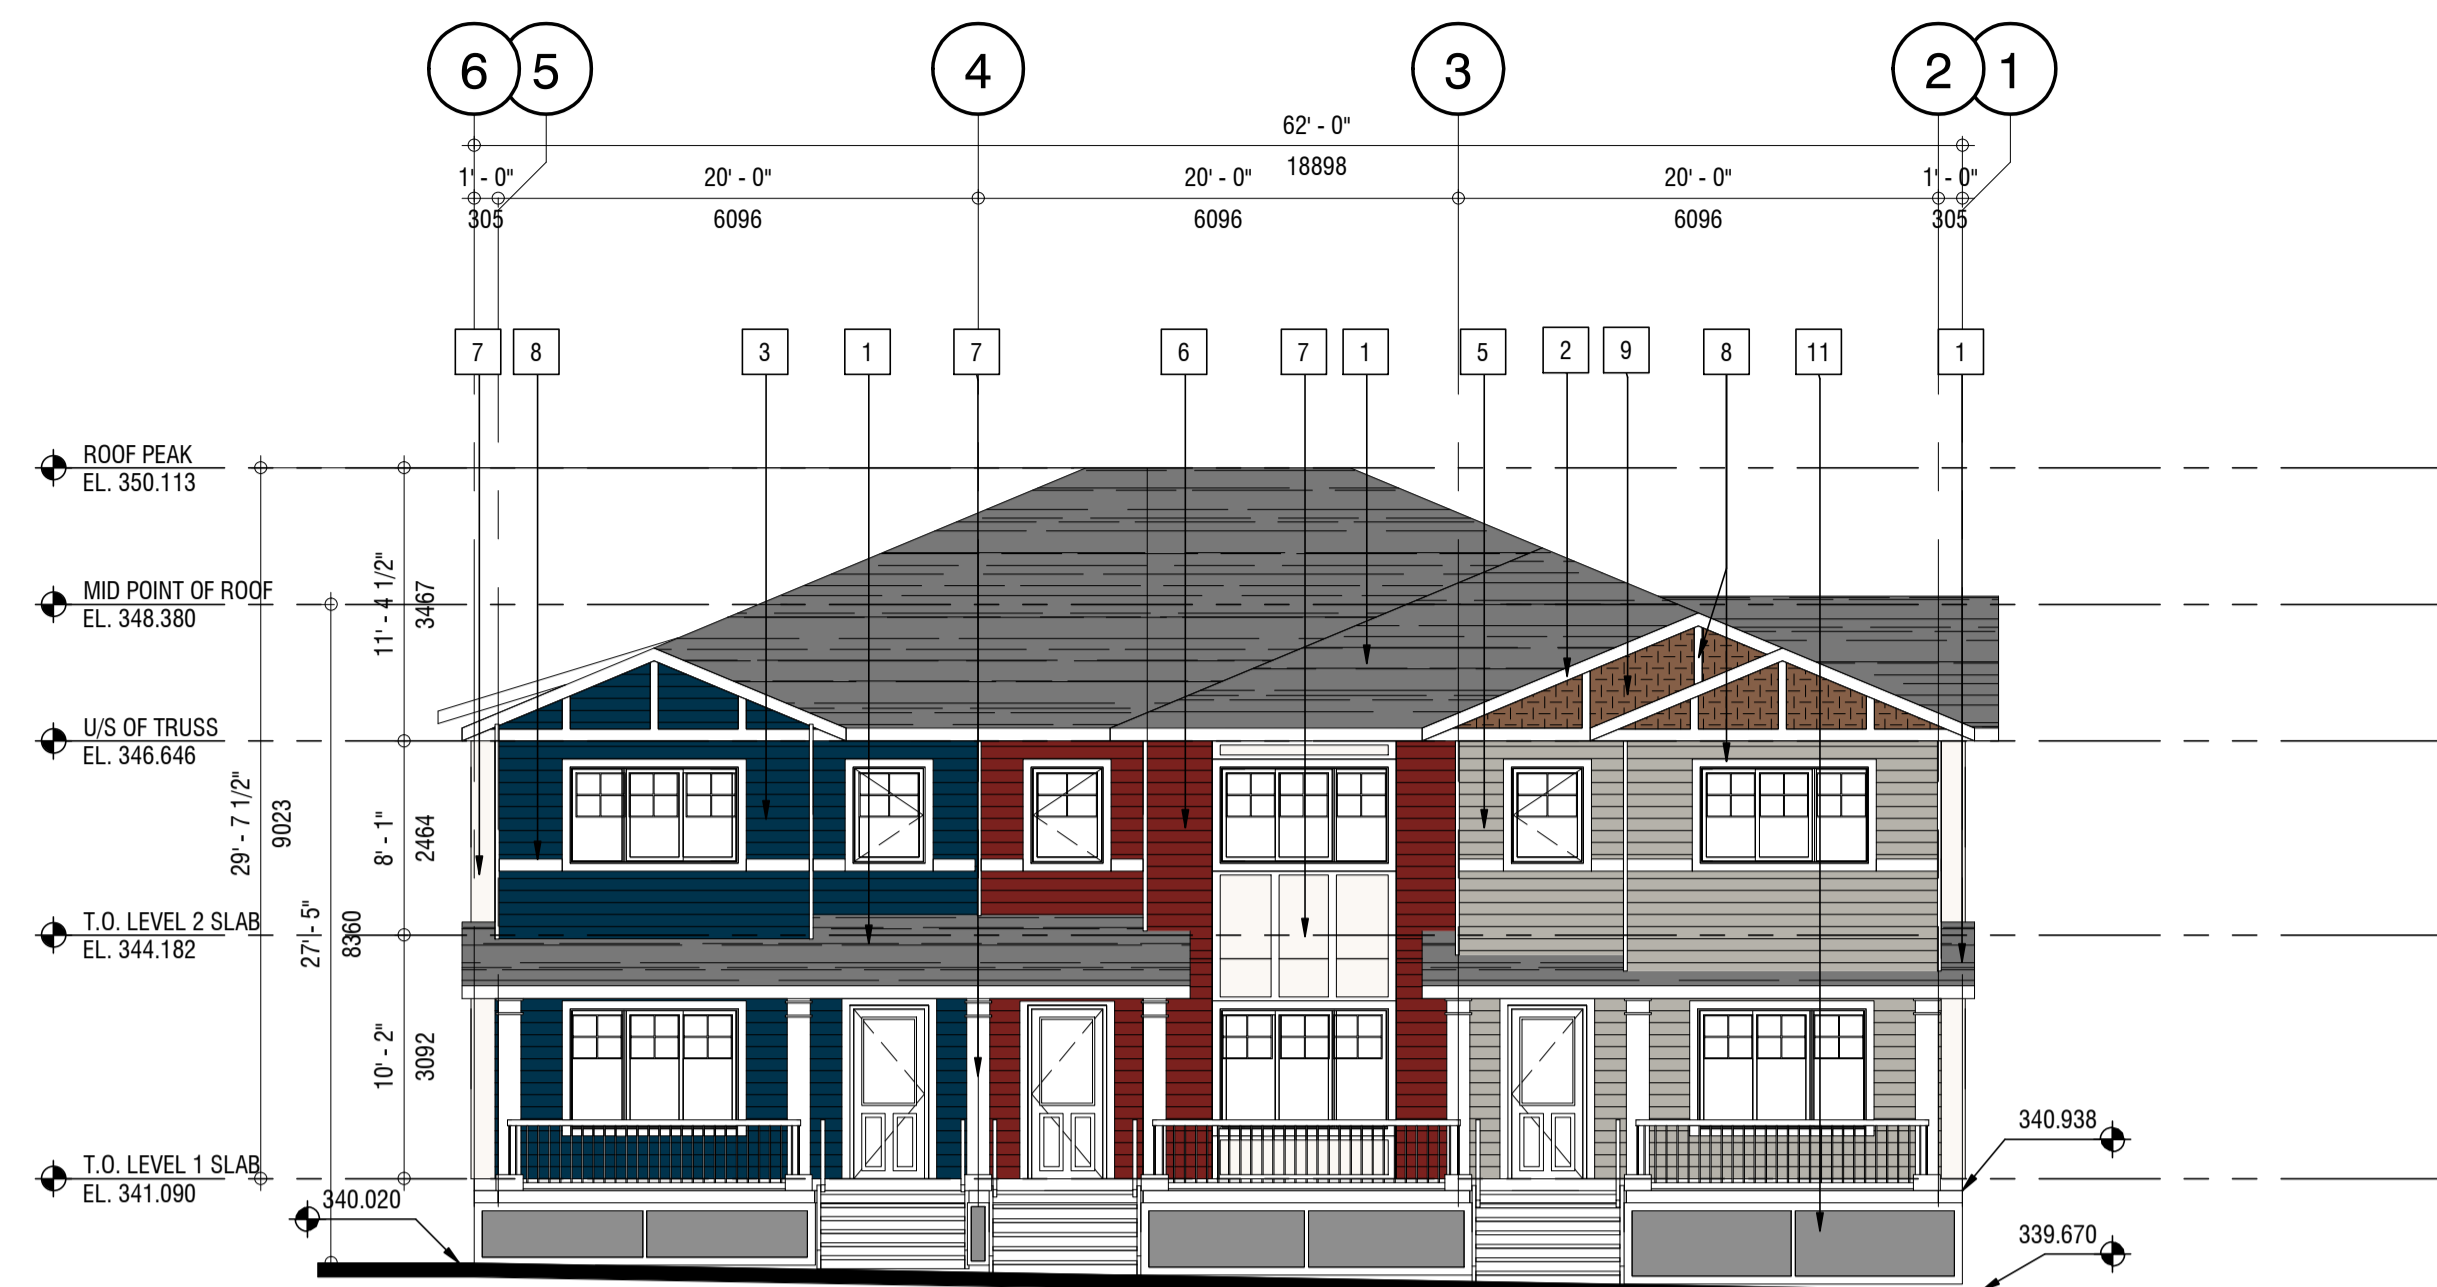 6 5 4 3 2 1
62' - 0"
18898
1' - 0" 20' - 0" 20' - 0" 20' - 0" 1' - 0"
305 6096 6096 6096 305
7 8 3 1 7 6 7 1 5 2 9 8 11 1
ROOF PEAK
EL. 350.113
MID POINT OF ROOF
EL. 348.380
U/S OF TRUSS
EL. 346.646
T.O. LEVEL 2 SLAB
EL. 344.182
T.O. LEVEL 1 SLAB
EL. 341.090
29' - 7 1/2"
9023
27' - 5"
8360
11' - 4 1/2"
3467
8' - 1"
2464
10' - 2"
3092
340.020
340.938
339.670